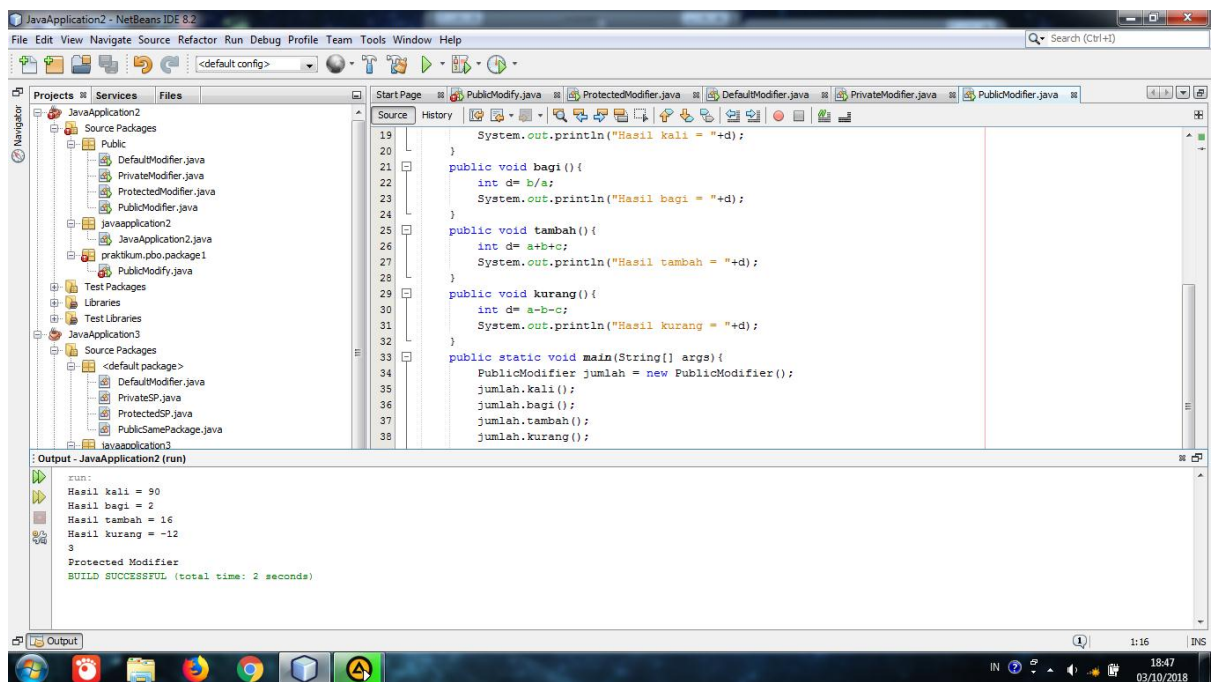 JavaApplication2 - NetBeans IDE 8.2
File Edit View Navigate Source Refactor Run Debug Profile Team Tools Window Help
Search (Ctrl+I)
<default config>
Projects Services Files
Navigator
JavaApplication2
Source Packages
Public
DefaultModifier.java
PrivateModifier.java
ProtectedModifier.java
PublicModifier.java
javaapplication2
JavaApplication2.java
praktikum.pbo.package1
PublicModify.java
Test Packages
Libraries
Test Libraries
JavaApplication3
Source Packages
<default package>
DefaultModifier.java
PrivateSP.java
ProtectedSP.java
PublicSamePackage.java
javaapplication3
Start Page PublicModify.java ProtectedModifier.java DefaultModifier.java PrivateModifier.java PublicModifier.java
Source History
19 System.out.println("Hasil kali = "+d);
20 }
21 public void bagi(){
22 int d= b/a;
23 System.out.println("Hasil bagi = "+d);
24 }
25 public void tambah(){
26 int d= a+b+c;
27 System.out.println("Hasil tambah = "+d);
28 }
29 public void kurang(){
30 int d= a-b-c;
31 System.out.println("Hasil kurang = "+d);
32 }
33 public static void main(String[] args){
34 PublicModifier jumlah = new PublicModifier();
35 jumlah.kali();
36 jumlah.bagi();
37 jumlah.tambah();
38 jumlah.kurang();
Output - JavaApplication2 (run)
run:
Hasil kali = 90
Hasil bagi = 2
Hasil tambah = 16
Hasil kurang = -12
3
Protected Modifier
BUILD SUCCESSFUL (total time: 2 seconds)
Output
1
1:16
INS
IN
18:47
03/10/2018